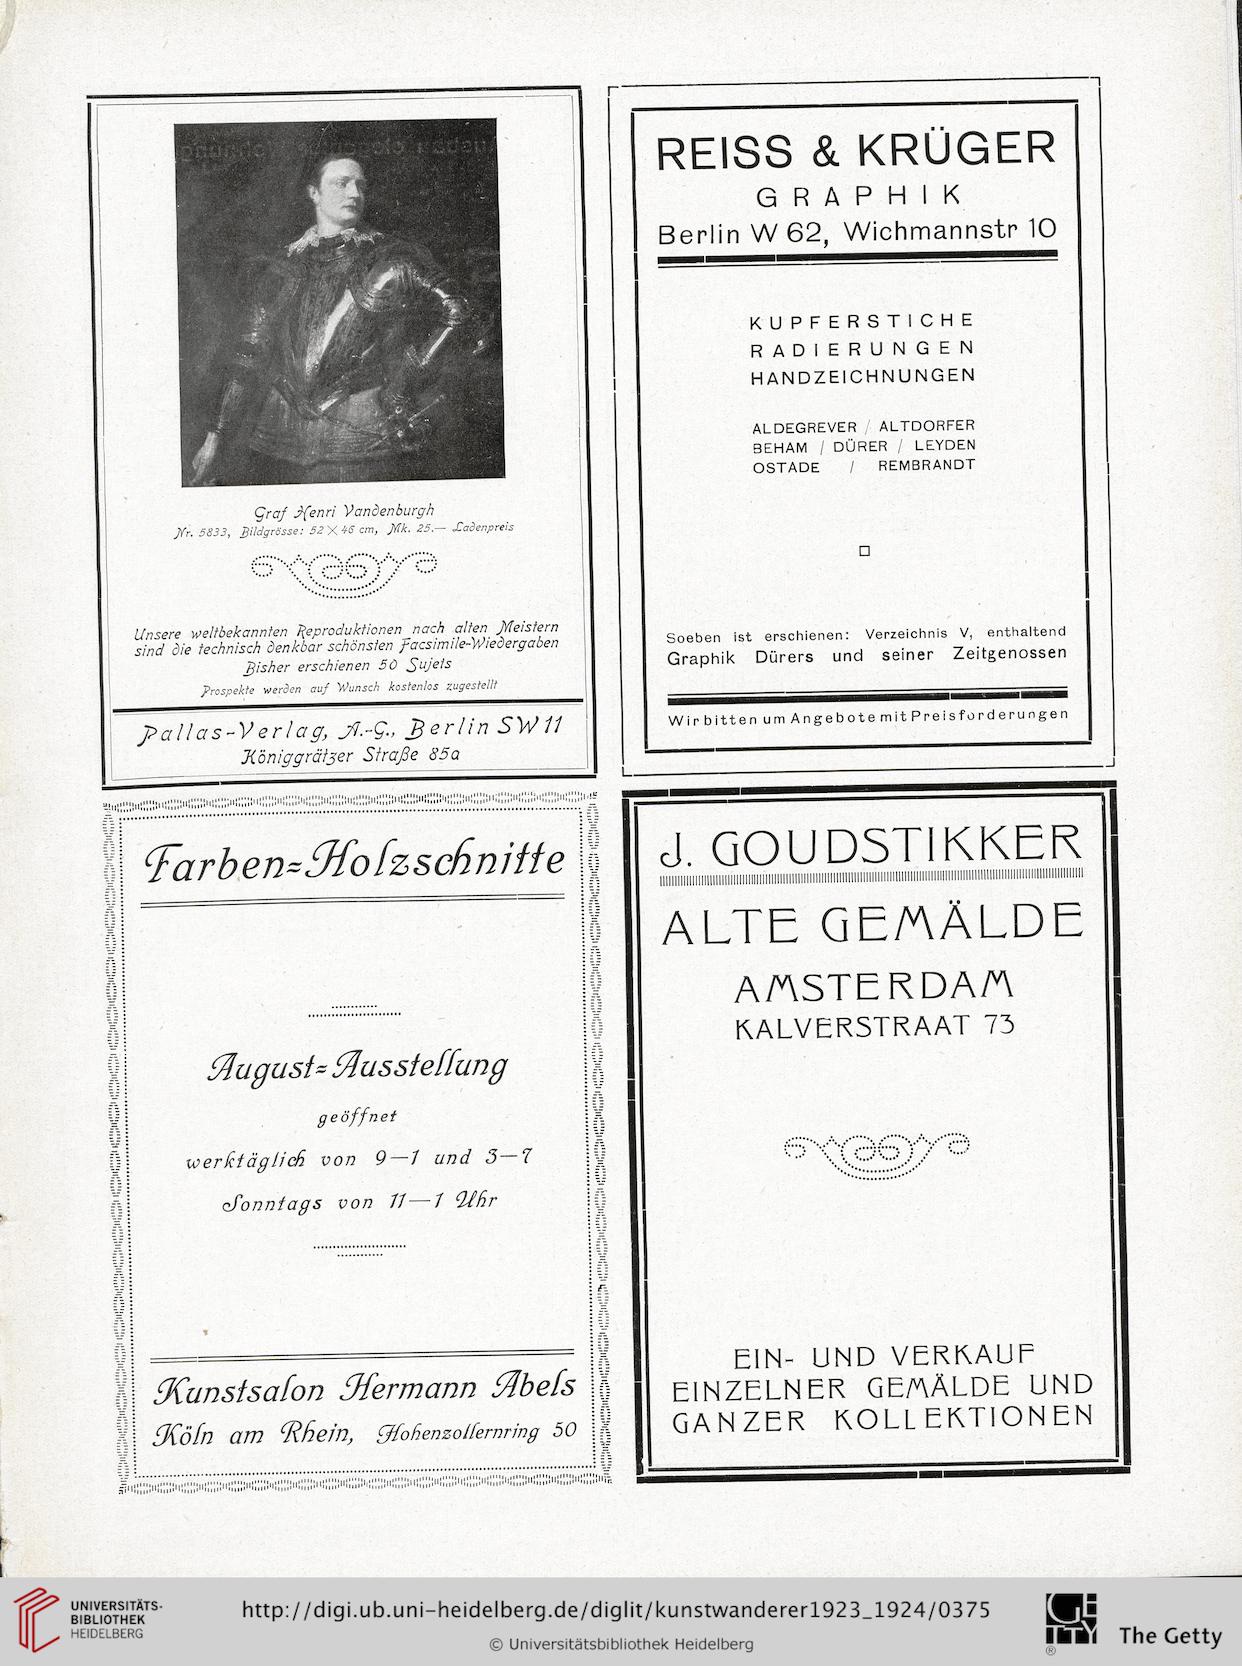 Graf Henri Vandenburgh
Nr. 5833, Bildgrösse: 52×46 cm, Mk. 25.— Ladenpreis
Unsere weltbekannten Reproduktionen nach alten Meistern
sind die technisch denkbar schönsten Facsimile-Wiedergaben
Bisher erschienen 50 Sujets
Prospekte werden auf Wunsch kostenlos zugestellt
Pallas-Verlag, A.-G., Berlin SW 11
Königgrätzer Straße 85a
REISS & KRÜGER
GRAPHIK
Berlin W 62, Wichmannstr 10
KUPFERSTICHE
RADIERUNGEN
HANDZEICHNUNGEN
ALDEGREVER / ALTDORFER
BEHAM / DÜRER / LEYDEN
OSTADE / REMBRANDT
Soeben ist erschienen: Verzeichnis V, enthaltend
Graphik Dürers und seiner Zeitgenossen
Wir bitten um Angebote mit Preisforderungen
Farben=Holzschnitte
August=Ausstellung
geöffnet
werktäglich von 9—1 und 3—7
Sonntags von 11—1 Uhr
Kunstsalon Hermann Abels
Köln am Rhein, Hohenzollernring 50
J. GOUDSTIKKER
ALTE GEMÄLDE
AMSTERDAM
KALVERSTRAAT 73
EIN- UND VERKAUF
EINZELNER GEMÄLDE UND
GANZER KOLLEKTIONEN
UNIVERSITÄTS-
BIBLIOTHEK
HEIDELBERG
http://digi.ub.uni-heidelberg.de/diglit/kunstwanderer1923_1924/0375
© Universitätsbibliothek Heidelberg
GETTY
®
The Getty